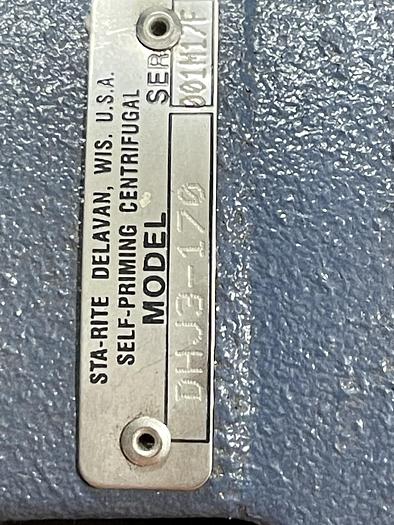 STA-RITE DELAVAN, WIS. U.S.A.
SELF-PRIMING CENTRIFUGAL
MODEL SER
DHJ3-170 001M17F